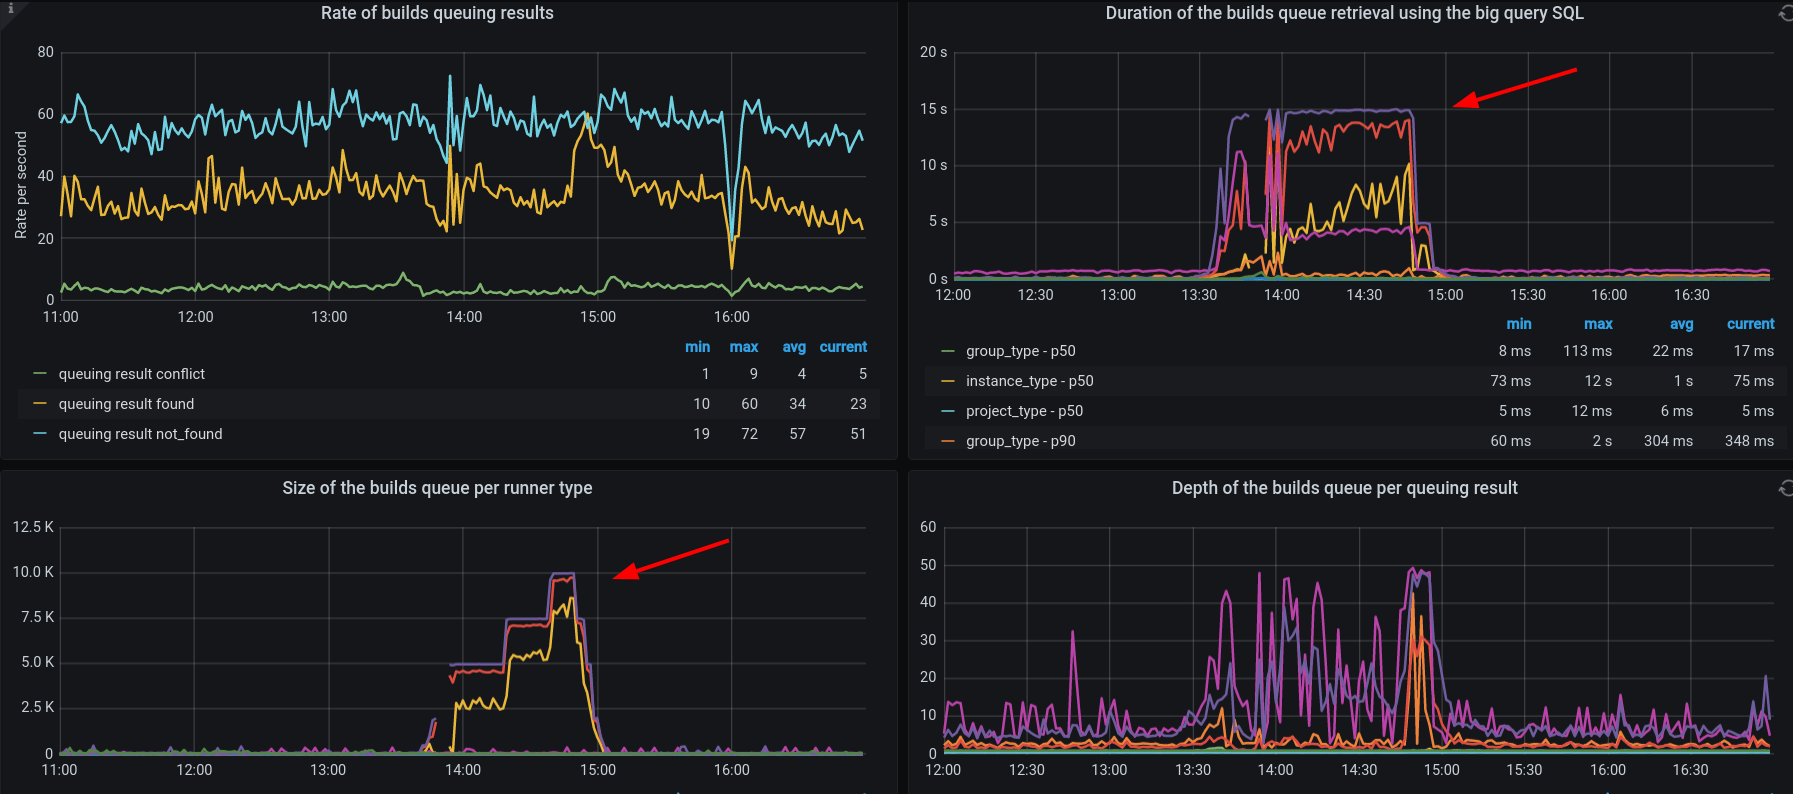 i
Rate of builds queuing results
Rate per second
80
60
40
20
0
11:00 12:00 13:00 14:00 15:00 16:00
min max avg current
queuing result conflict 1 9 4 5
queuing result found 10 60 34 23
queuing result not_found 19 72 57 51
Duration of the builds queue retrieval using the big query SQL
20 s
15 s
10 s
5 s
0 s
12:00 12:30 13:00 13:30 14:00 14:30 15:00 15:30 16:00 16:30
min max avg current
group_type - p50 8 ms 113 ms 22 ms 17 ms
instance_type - p50 73 ms 12 s 1 s 75 ms
project_type - p50 5 ms 12 ms 6 ms 5 ms
group_type - p90 60 ms 2 s 304 ms 348 ms
Size of the builds queue per runner type
12.5 K
10.0 K
7.5 K
5.0 K
2.5 K
0
11:00 12:00 13:00 14:00 15:00 16:00
Depth of the builds queue per queuing result
60
50
40
30
20
10
0
12:00 12:30 13:00 13:30 14:00 14:30 15:00 15:30 16:00 16:30